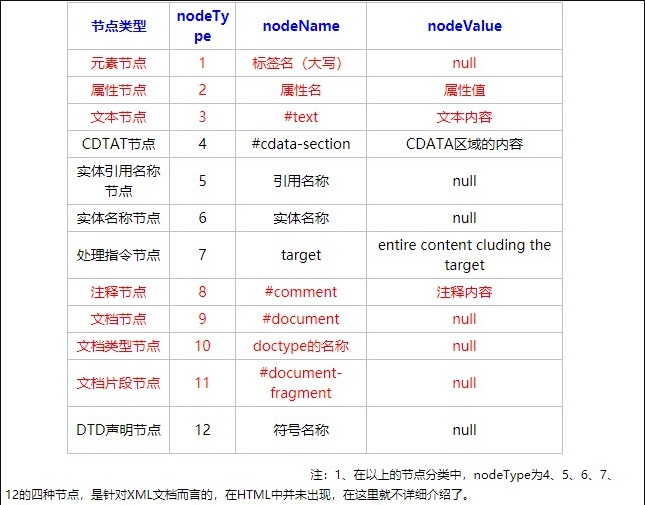 节点类型 nodeType nodeName nodeValue
元素节点 1 标签名（大写） null
属性节点 2 属性名 属性值
文本节点 3 #text 文本内容
CDTAT节点 4 #cdata-section CDATA区域的内容
实体引用名称节点 5 引用名称 null
实体名称节点 6 实体名称 null
处理指令节点 7 target entire content cluding the target
注释节点 8 #comment 注释内容
文档节点 9 #document null
文档类型节点 10 doctype的名称 null
文档片段节点 11 #document-fragment null
DTD声明节点 12 符号名称 null
注：1、在以上的节点分类中，nodeType为4、5、6、7、
12的四种节点，是针对XML文档而言的，在HTML中并未出现，在这里就不详细介绍了。